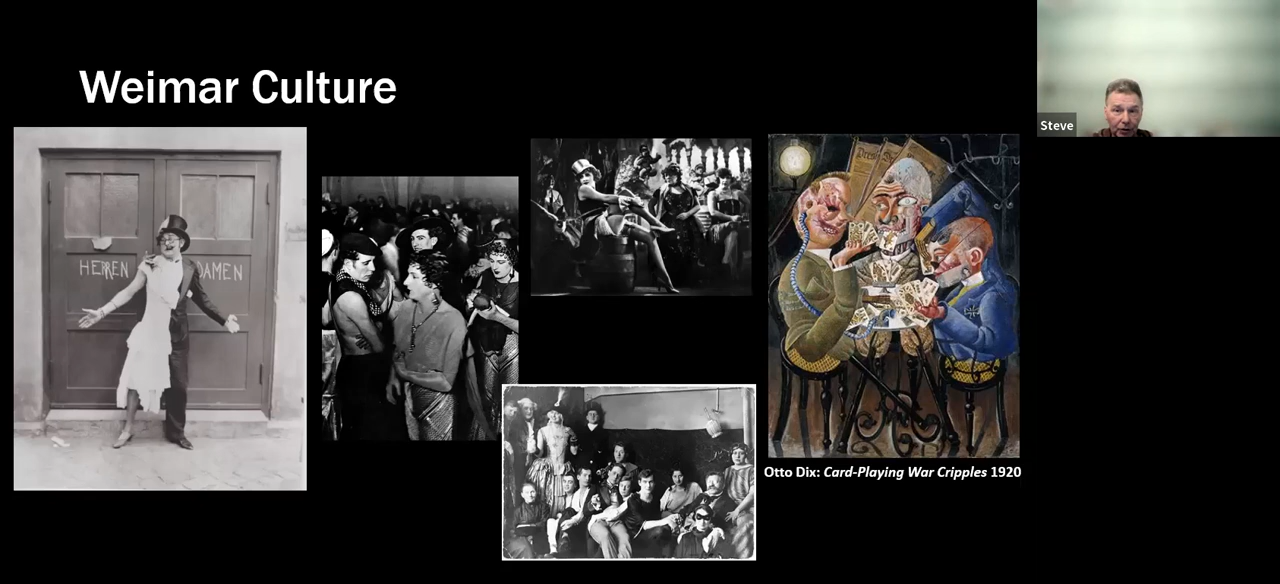 Weimar Culture
Steve
HERREN DAMEN
Otto Dix: Card-Playing War Cripples 1920